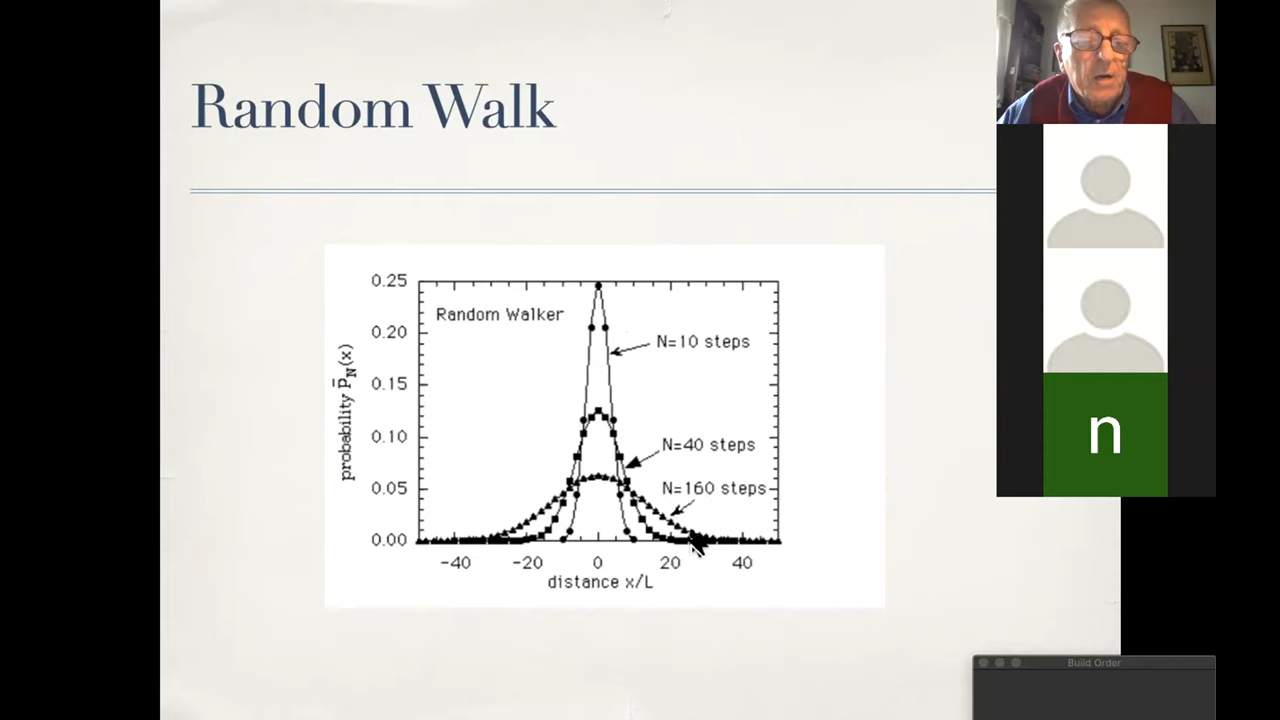 Random Walk
0.25
0.20
0.15
0.10
0.05
0.00
probability P̄N(x)
Random Walker
N=10 steps
N=40 steps
N=160 steps
-40 -20 0 20 40
distance x/L
n
Build Order